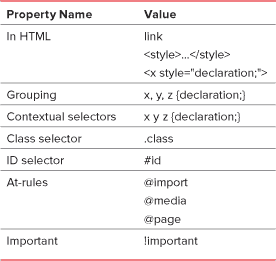 Property Name Value
In HTML link
<style>...</style>
<x style="declaration;">
Grouping x, y, z {declaration;}
Contextual selectors x y z {declaration;}
Class selector .class
ID selector #id
At-rules @import
@media
@page
Important !important